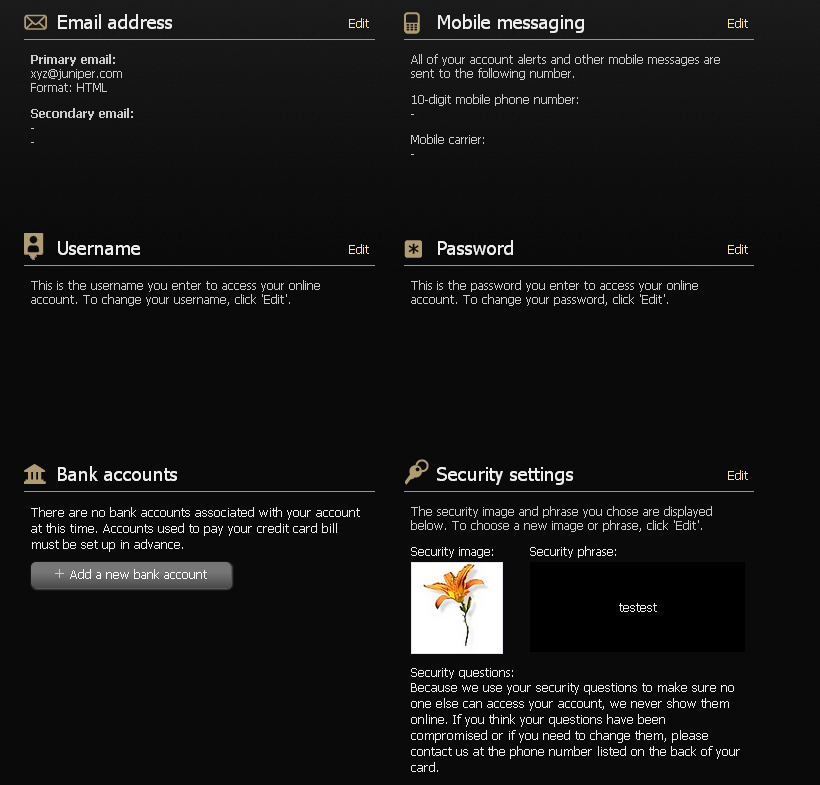 Email address
Edit
Primary email:
xyz@juniper.com
Format: HTML
Secondary email:
-
-
Mobile messaging
Edit
All of your account alerts and other mobile messages are
sent to the following number.
10-digit mobile phone number:
-
Mobile carrier:
-
Username
Edit
This is the username you enter to access your online
account. To change your username, click 'Edit'.
Password
Edit
This is the password you enter to access your online
account. To change your password, click 'Edit'.
Bank accounts
There are no bank accounts associated with your account
at this time. Accounts used to pay your credit card bill
must be set up in advance.
+ Add a new bank account
Security settings
Edit
The security image and phrase you chose are displayed
below. To choose a new image or phrase, click 'Edit'.
Security image:
Security phrase:
testest
Security questions:
Because we use your security questions to make sure no
one else can access your account, we never show them
online. If you think your questions have been
compromised or if you need to change them, please
contact us at the phone number listed on the back of your
card.